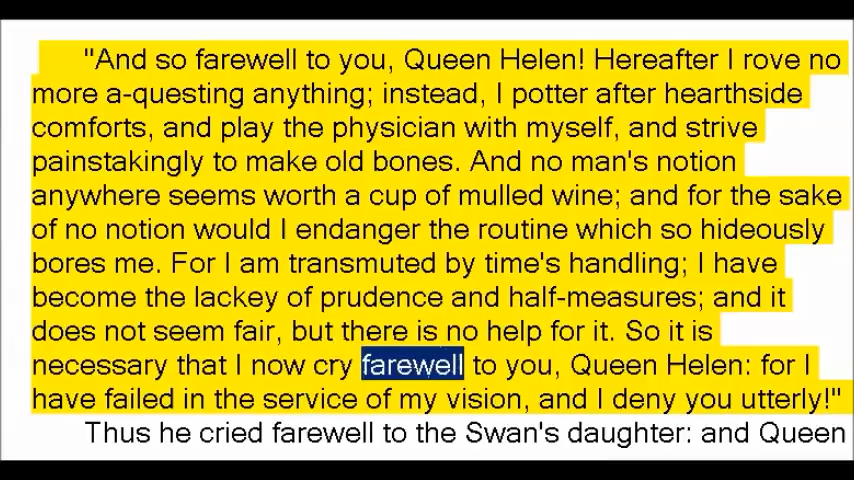 "And so farewell to you, Queen Helen! Hereafter I rove no
more a-questing anything; instead, I potter after hearthside
comforts, and play the physician with myself, and strive
painstakingly to make old bones. And no man's notion
anywhere seems worth a cup of mulled wine; and for the sake
of no notion would I endanger the routine which so hideously
bores me. For I am transmuted by time's handling; I have
become the lackey of prudence and half-measures; and it
does not seem fair, but there is no help for it. So it is
necessary that I now cry farewell to you, Queen Helen: for I
have failed in the service of my vision, and I deny you utterly!"
Thus he cried farewell to the Swan's daughter: and Queen